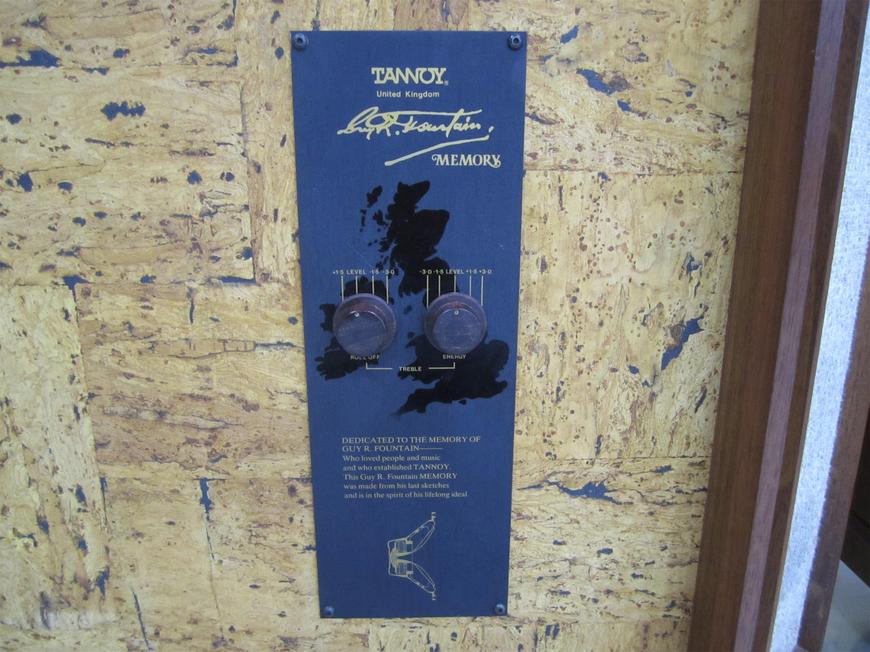 TANNOY®
United Kingdom
Guy R. Fountain.
MEMORY
+1·5 LEVEL -1·5 -3·0
-3·0 -1·5 LEVEL +1·5 +3·0
ROLL OFF
ENERGY
TREBLE
DEDICATED TO THE MEMORY OF
GUY R. FOUNTAIN
Who loved people and music
and who established TANNOY.
This Guy R. Fountain MEMORY
was made from his last sketches
and is in the spirit of his lifelong ideal.